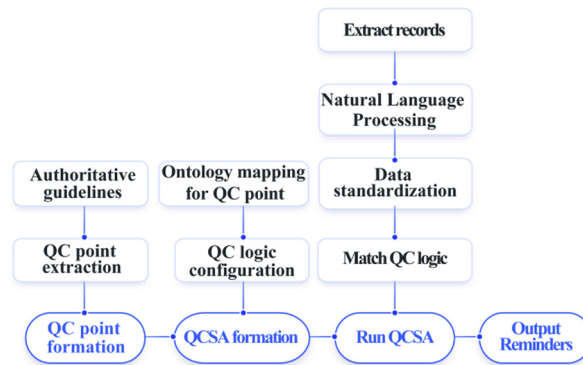 Extract records
Natural Language
Processing
Authoritative
guidelines
Ontology mapping
for QC point
Data
standardization
QC point
extraction
QC logic
configuration
Match QC logic
QC point
formation
QCSA formation
Run QCSA
Output
Reminders